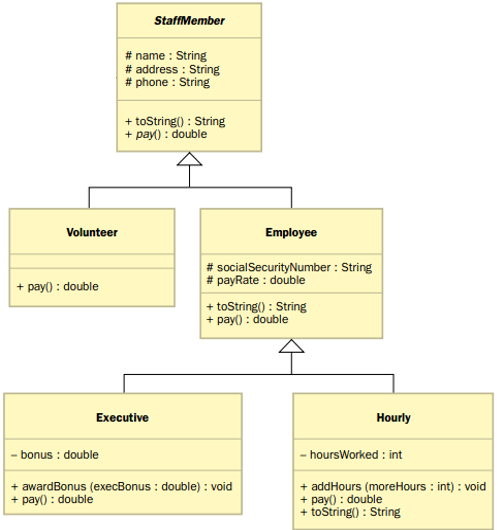 StaffMember
# name : String
# address : String
# phone : String
+ toString() : String
+ pay() : double
Volunteer
+ pay() : double
Employee
# socialSecurityNumber : String
# payRate : double
+ toString() : String
+ pay() : double
Executive
– bonus : double
+ awardBonus (execBonus : double) : void
+ pay() : double
Hourly
– hoursWorked : int
+ addHours (moreHours : int) : void
+ pay() : double
+ toString() : String